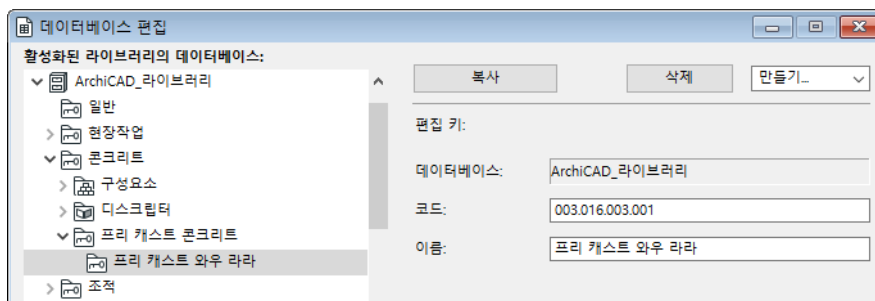 데이터베이스 편집
활성화된 라이브러리의 데이터베이스:
ArchiCAD_라이브러리
일반
현장작업
콘크리트
구성요소
디스크립터
프리 캐스트 콘크리트
프리 캐스트 와우 라라
조적
복사 삭제 만들기...
편집 키:
데이터베이스: ArchiCAD_라이브러리
코드: 003.016.003.001
이름: 프리 캐스트 와우 라라